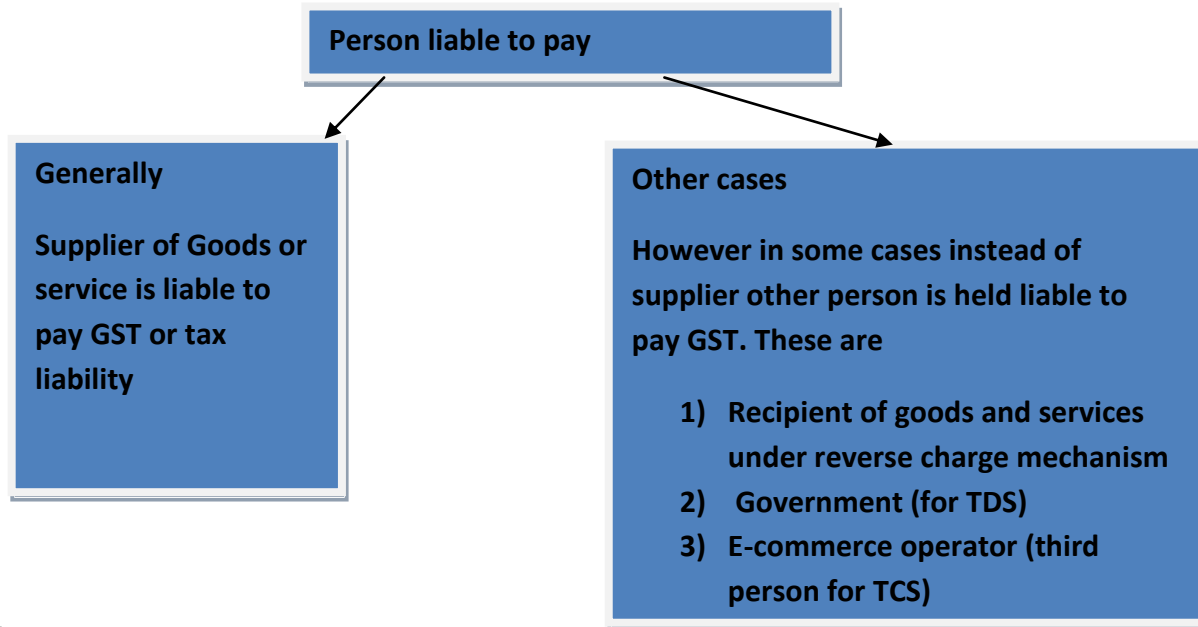 Person liable to pay
Generally
Supplier of Goods or
service is liable to
pay GST or tax
liability
Other cases
However in some cases instead of
supplier other person is held liable to
pay GST. These are
1) Recipient of goods and services
under reverse charge mechanism
2) Government (for TDS)
3) E-commerce operator (third
person for TCS)